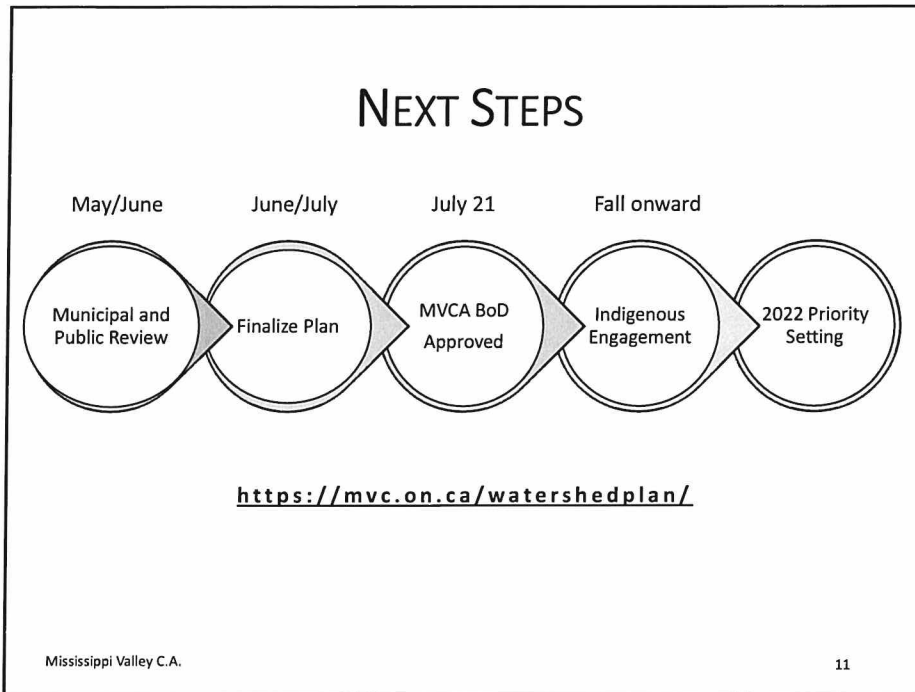 NEXT STEPS
May/June
June/July
July 21
Fall onward
Municipal and
Public Review
Finalize Plan
MVCA BoD
Approved
Indigenous
Engagement
2022 Priority
Setting
https://mvc.on.ca/watershedplan/
Mississippi Valley C.A.
11